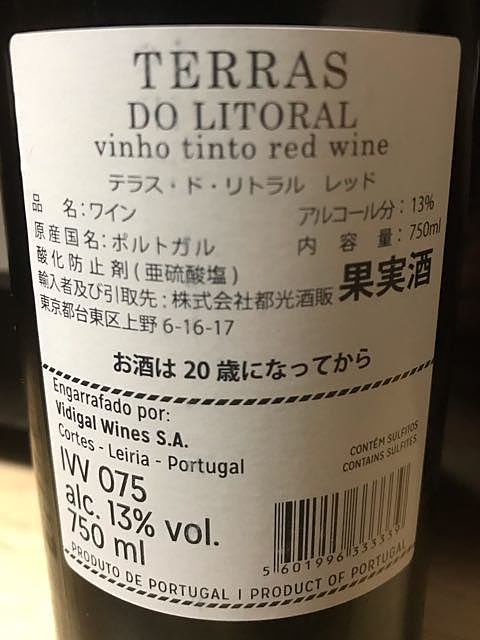 TERRAS
DO LITORAL
vinho tinto red wine
テラス・ド・リトラル レッド
品 名:ワイン アルコール分:13%
原産国名:ポルトガル 内 容 量:750ml
酸化防止剤(亜硫酸塩)
輸入者及び引取先:株式会社都光酒販 果実酒
東京都台東区上野 6-16-17
お酒は 20 歳になってから
Engarrafado por:
Vidigal Wines S.A.
Cortes - Leiria - Portugal
IVV 075
alc. 13% vol.
750 ml
CONTÉM SULFITOS
CONTAINS SULFITES
5 601996 333333
PRODUTO DE PORTUGAL | PRODUCT OF PORTUGAL